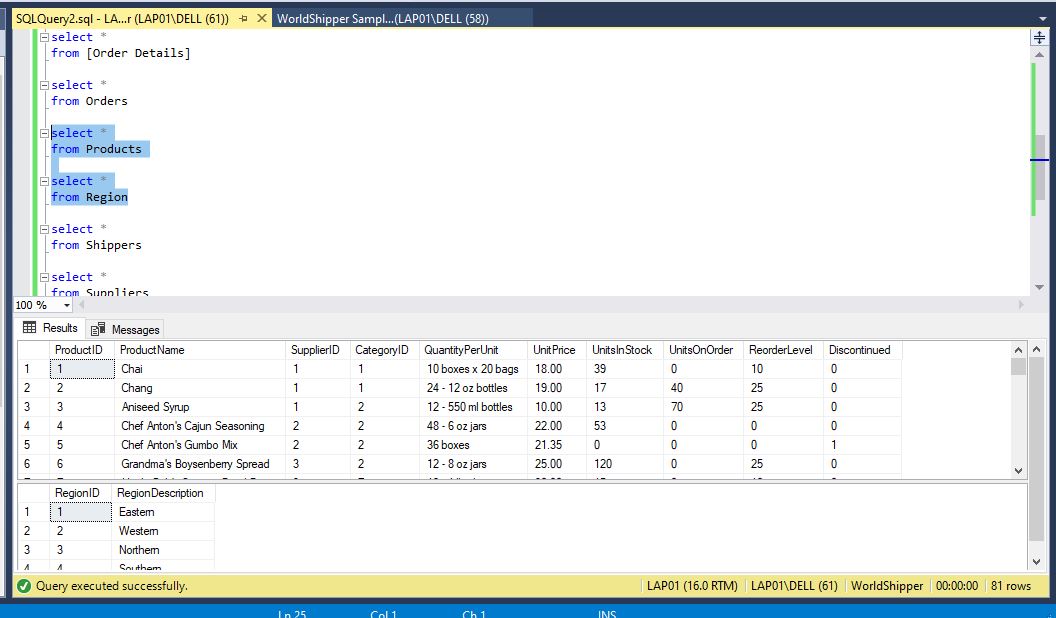 SQLQuery2.sql - LA...r (LAP01\DELL (61)) WorldShipper Sampl...(LAP01\DELL (58))
select *
from [Order Details]
select *
from Orders
select *
from Products
select *
from Region
select *
from Shippers
select *
from Suppliers
100 %
Results Messages
ProductID ProductName SupplierID CategoryID QuantityPerUnit UnitPrice UnitsInStock UnitsOnOrder ReorderLevel Discontinued
1 1 Chai 1 1 10 boxes x 20 bags 18.00 39 0 10 0
2 2 Chang 1 1 24 - 12 oz bottles 19.00 17 40 25 0
3 3 Aniseed Syrup 1 2 12 - 550 ml bottles 10.00 13 70 25 0
4 4 Chef Anton's Cajun Seasoning 2 2 48 - 6 oz jars 22.00 53 0 0 0
5 5 Chef Anton's Gumbo Mix 2 2 36 boxes 21.35 0 0 0 1
6 6 Grandma's Boysenberry Spread 3 2 12 - 8 oz jars 25.00 120 0 25 0
RegionID RegionDescription
1 1 Eastern
2 2 Western
3 3 Northern
4 4 Southern
Query executed successfully. LAP01 (16.0 RTM) LAP01\DELL (61) WorldShipper 00:00:00 81 rows
Ln 25 Col 1 Ch 1 INS